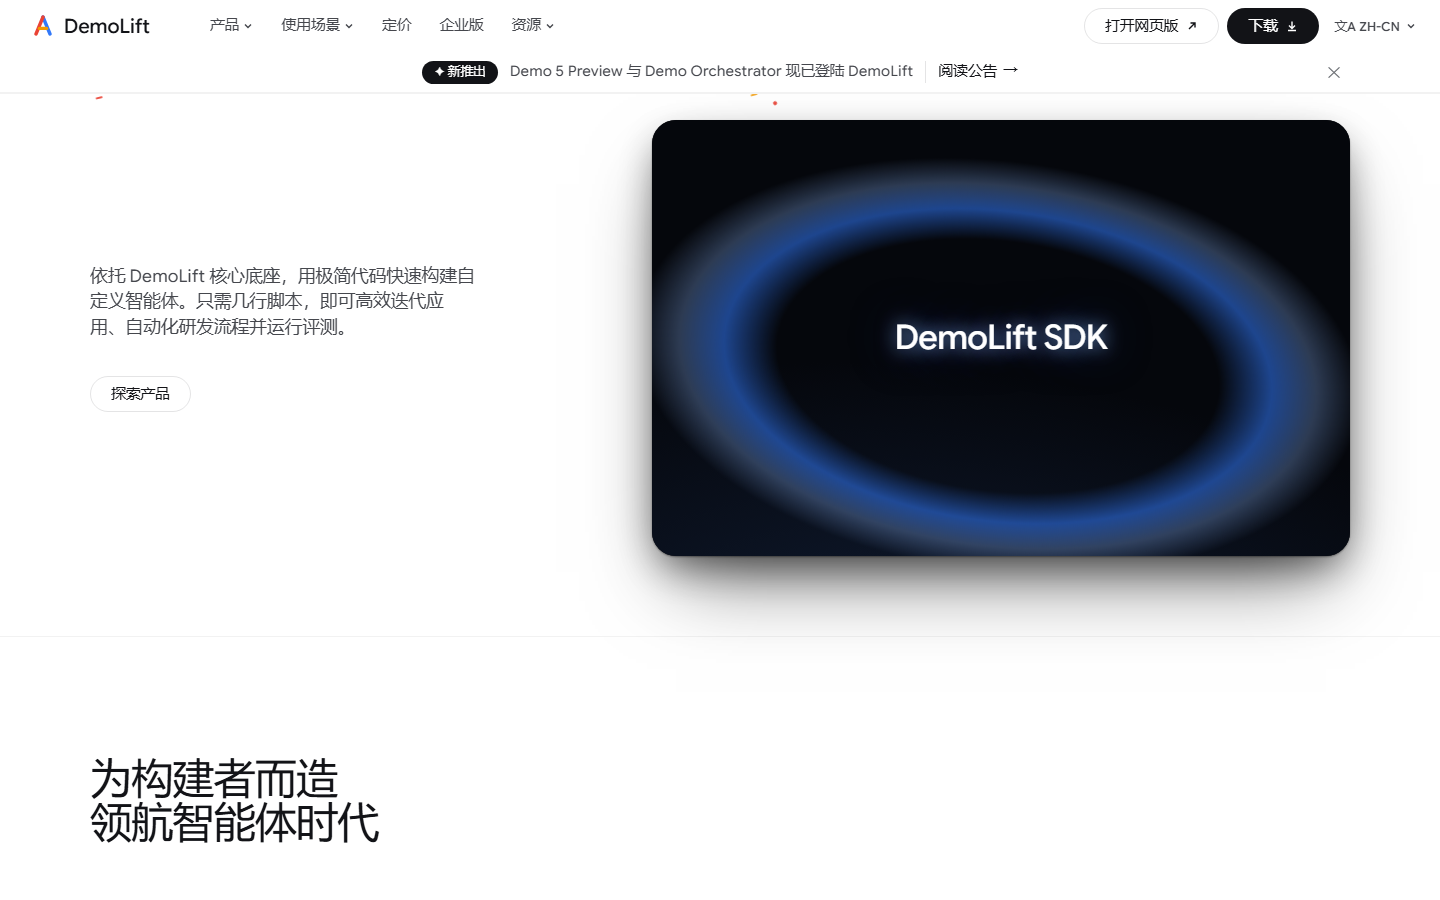 DemoLift
产品
使用场景
定价
企业版
资源
打开网页版
下载
文A ZH-CN
新推出
Demo 5 Preview 与 Demo Orchestrator 现已登陆 DemoLift
阅读公告 →
依托 DemoLift 核心底座，用极简代码快速构建自
定义智能体。只需几行脚本，即可高效迭代应
用、自动化研发流程并运行评测。
探索产品
DemoLift SDK
为构建者而造
领航智能体时代